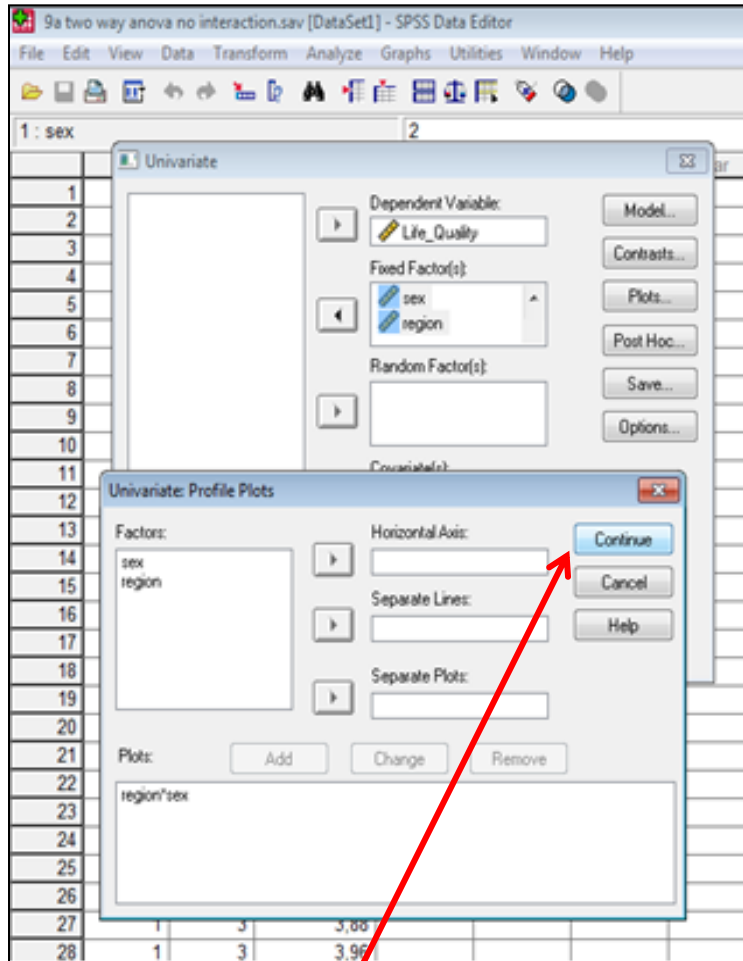 9a two way anova no interaction.sav [DataSet1] - SPSS Data Editor
File Edit View Data Transform Analyze Graphs Utilities Window Help
1 : sex 2
Univariate
ar
1
2
3
4
5
6
7
8
9
10
11
12
13
14
15
16
17
18
19
20
21
22
23
24
25
26
27 1 3 3,88
28 1 3 3,96
Dependent Variable:
Life_Quality
Fixed Factor(s):
sex
region
Random Factor(s):
Covariate(s):
Model...
Contrasts...
Plots...
Post Hoc...
Save...
Options...
Univariate: Profile Plots
Factors:
sex
region
Horizontal Axis:
Separate Lines:
Separate Plots:
Continue
Cancel
Help
Plots: Add Change Remove
region*sex